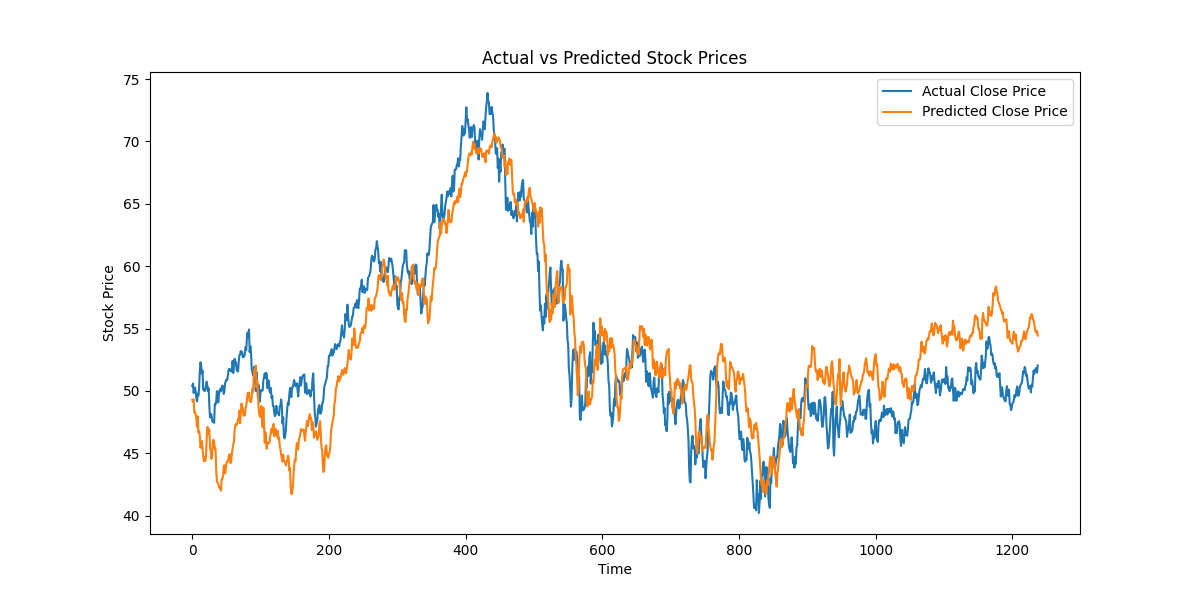 Actual vs Predicted Stock Prices
Actual Close Price
Predicted Close Price
75
70
65
60
55
50
45
40
Stock Price
0 200 400 600 800 1000 1200
Time